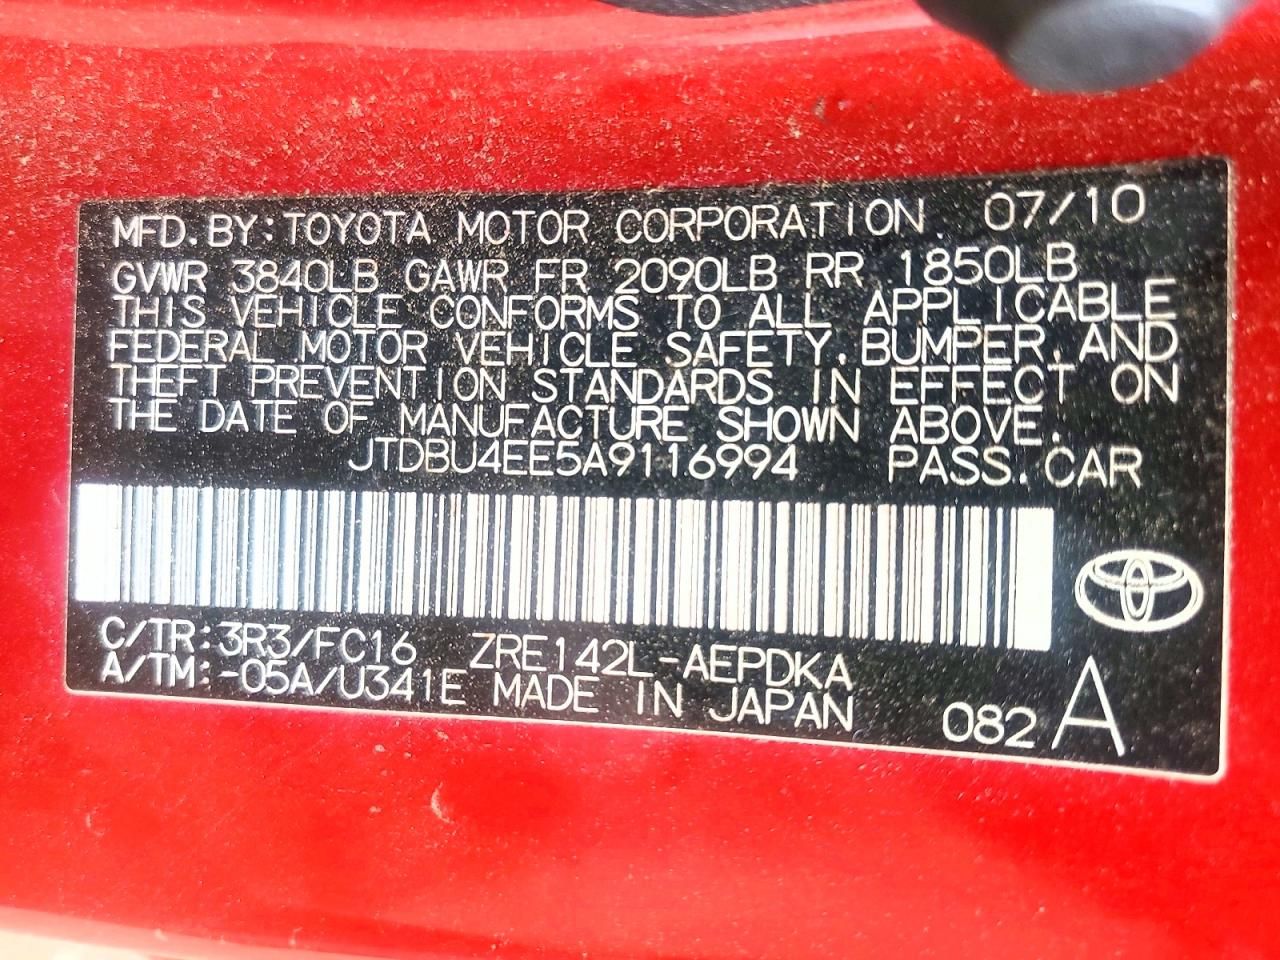 MFD. BY: TOYOTA MOTOR CORPORATION 07/10
GVWR 3840LB GAWR FR 2090LB RR 1850LB
THIS VEHICLE CONFORMS TO ALL APPLICABLE
FEDERAL MOTOR VEHICLE SAFETY, BUMPER, AND
THEFT PREVENTION STANDARDS IN EFFECT ON
THE DATE OF MANUFACTURE SHOWN ABOVE.
JTDBU4EE5A9116994 PASS. CAR
C/TR: 3R3/FC16 ZRE142L-AEPDKA
A/TM: -05A/U341E MADE IN JAPAN 082 A